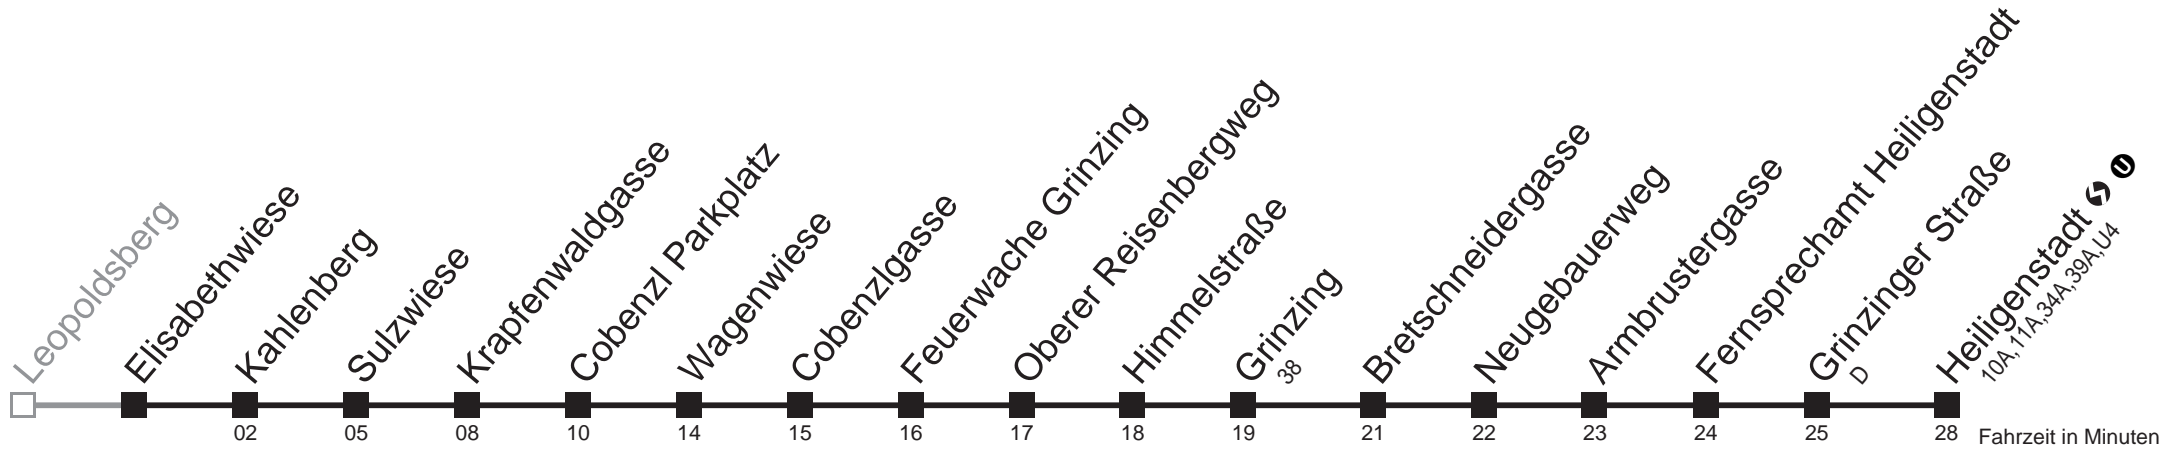 Leopoldsberg
Elisabethwiese
Kahlenberg
Sulzwiese
Krapfenwaldgasse
Cobenzl Parkplatz
Wagenwiese
Cobenzlgasse
Feuerwache Grinzing
Oberer Reisenbergweg
Himmelstraße
Grinzing
38
Bretschneidergasse
Neugebauerweg
Armbrustergasse
Fernsprechamt Heiligenstadt
Grinzinger Straße
D
Heiligenstadt U
10A,11A,34A,39A,U4
02 05 08 10 14 15 16 17 18 19 21 22 23 24 25 28 Fahrzeit in Minuten